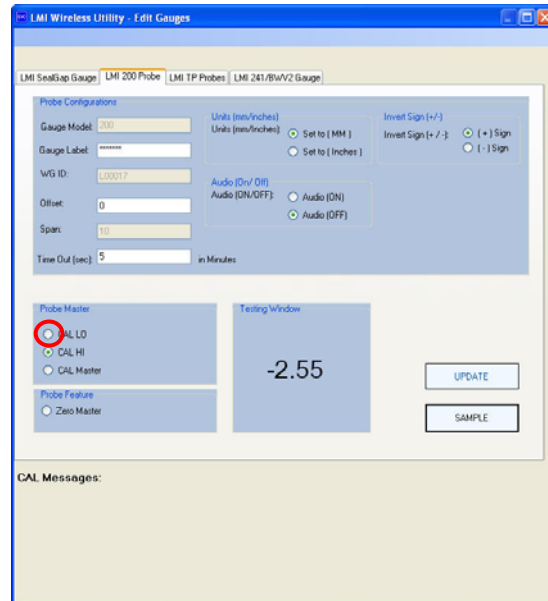 LMI Wireless Utility - Edit Gauges
LMI SealGap Gauge LMI 200 Probe LMI TP Probes LMI 241/BWV2 Gauge
Probe Configurations
Gauge Model: 200
Gauge Label: *******
WG ID: L00017
Offset: 0
Span: 10
Time Out (sec): 5 in Minutes
Units (mm/inches)
Units (mm/inches): Set to ( MM )
Set to ( Inches )
Audio (On/ Off)
Audio (ON/OFF): Audio (ON)
Audio (OFF)
Invert Sign (+/-)
Invert Sign (+ / -): ( + ) Sign
( - ) Sign
Probe Master
CAL LO
CAL HI
CAL Master
Probe Feature
Zero Master
Testing Window
-2.55
UPDATE
SAMPLE
CAL Messages: